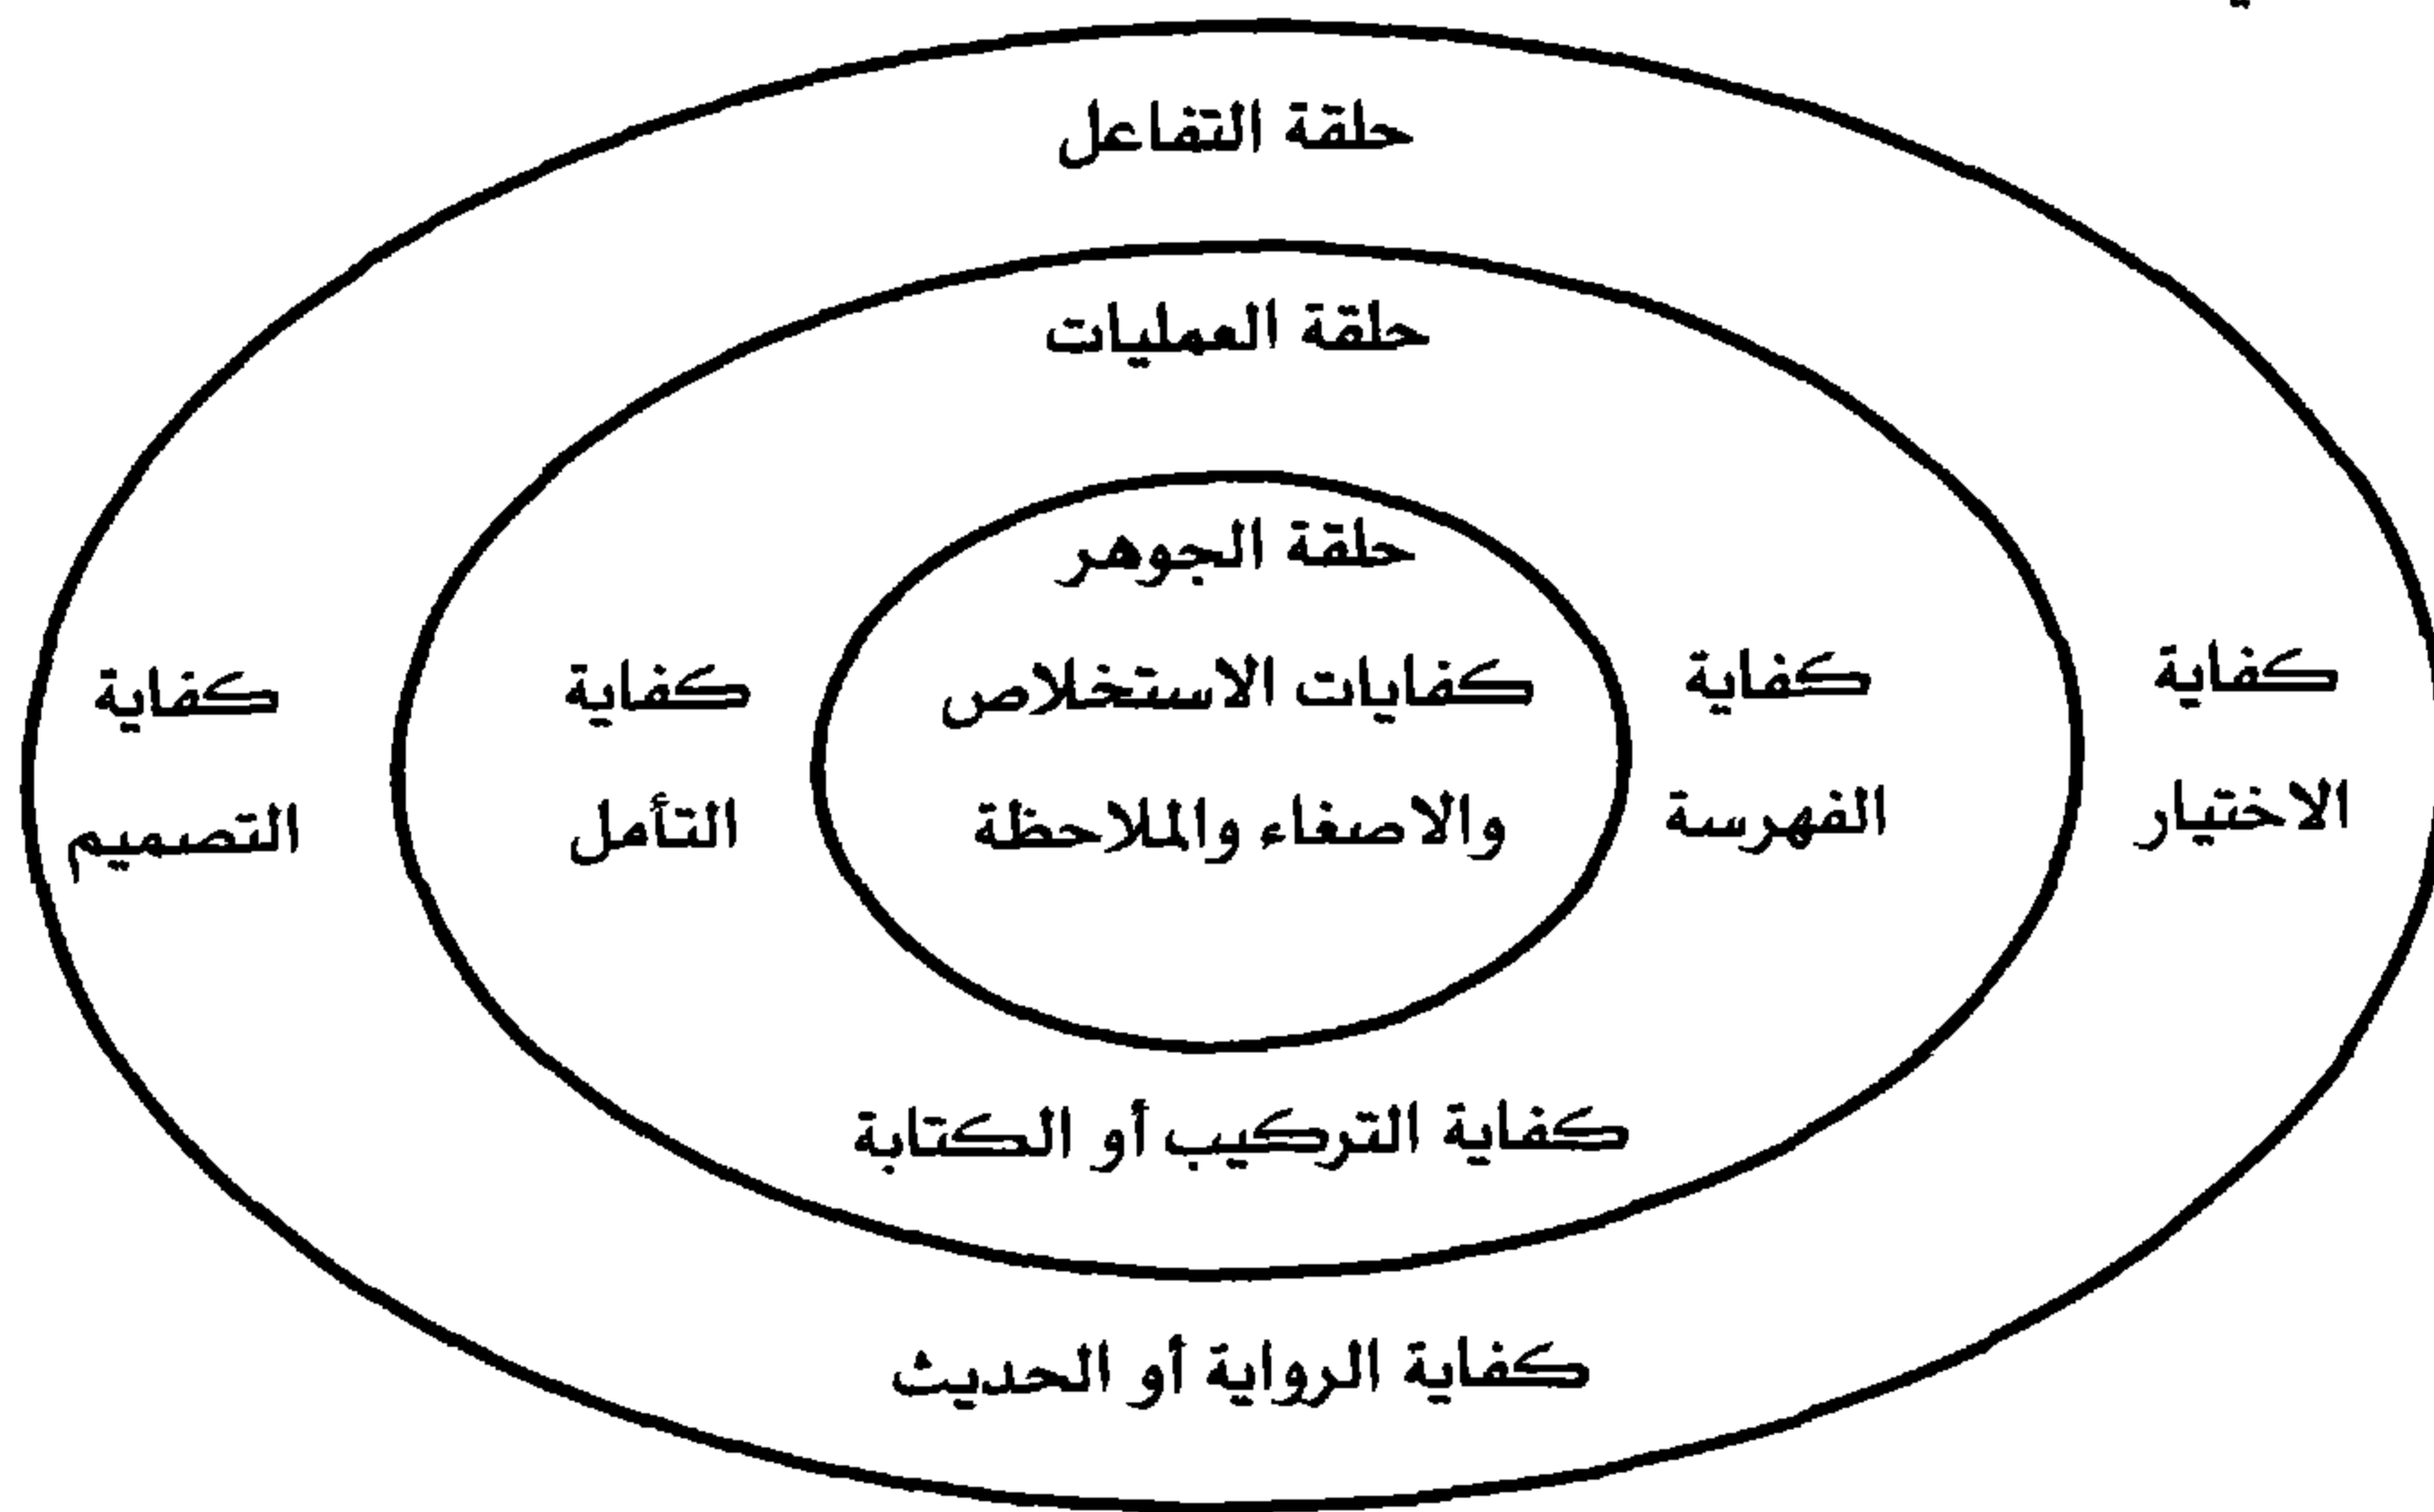 حلقة التفاعل
حلقة العمليات
حلقة الجوهر
كفاية
الاختيار
كفاية
الفهرسة
كفايات الاستخلاص
والاصغاء والملاحظة
كفاية
التأمل
كفاية
التصميم
كفاية التركيب أو الكتابة
كفاية الرواية أو الحديث